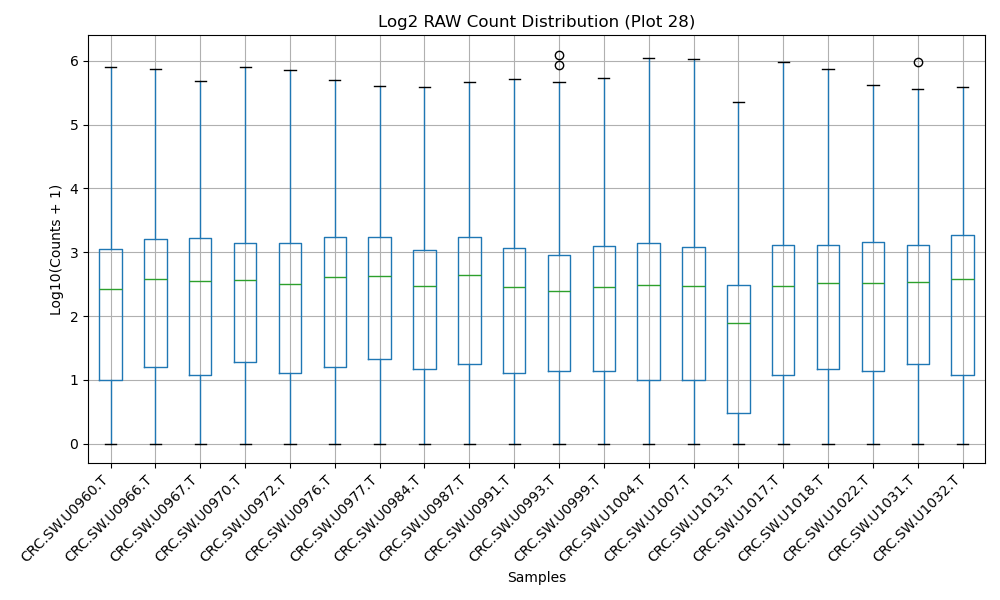 Log2 RAW Count Distribution (Plot 28)
Log10(Counts + 1)
6
5
4
3
2
1
0
CRC.SW.U0960.T
CRC.SW.U0966.T
CRC.SW.U0967.T
CRC.SW.U0970.T
CRC.SW.U0972.T
CRC.SW.U0976.T
CRC.SW.U0977.T
CRC.SW.U0984.T
CRC.SW.U0987.T
CRC.SW.U0991.T
CRC.SW.U0993.T
CRC.SW.U0999.T
CRC.SW.U1004.T
CRC.SW.U1007.T
CRC.SW.U1013.T
CRC.SW.U1017.T
CRC.SW.U1018.T
CRC.SW.U1022.T
CRC.SW.U1031.T
CRC.SW.U1032.T
Samples